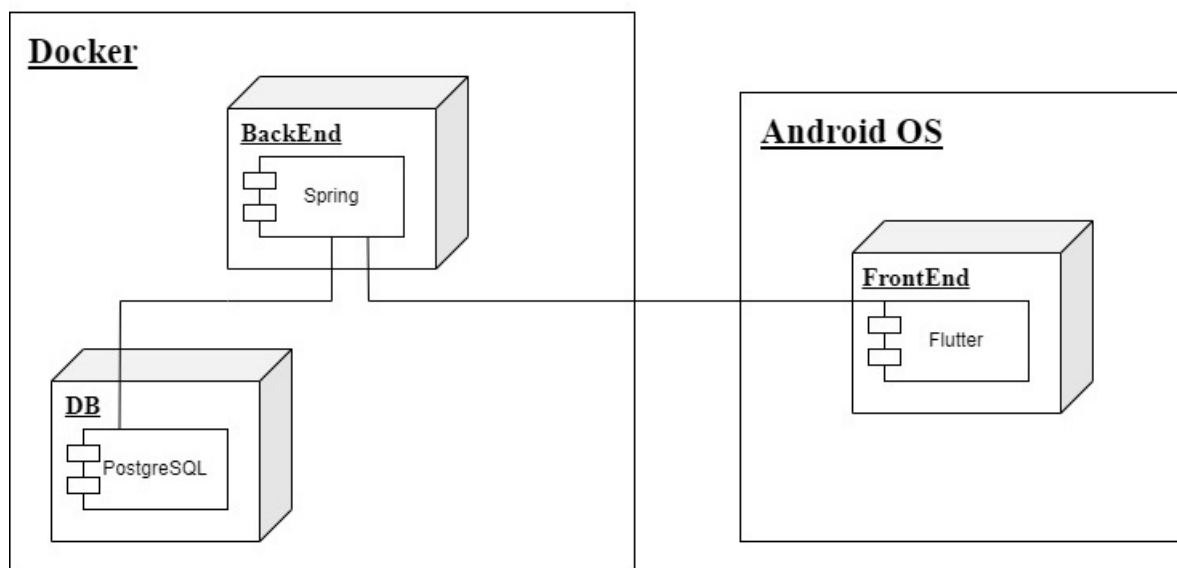 Docker
BackEnd
Spring
DB
PostgreSQL
Android OS
FrontEnd
Flutter